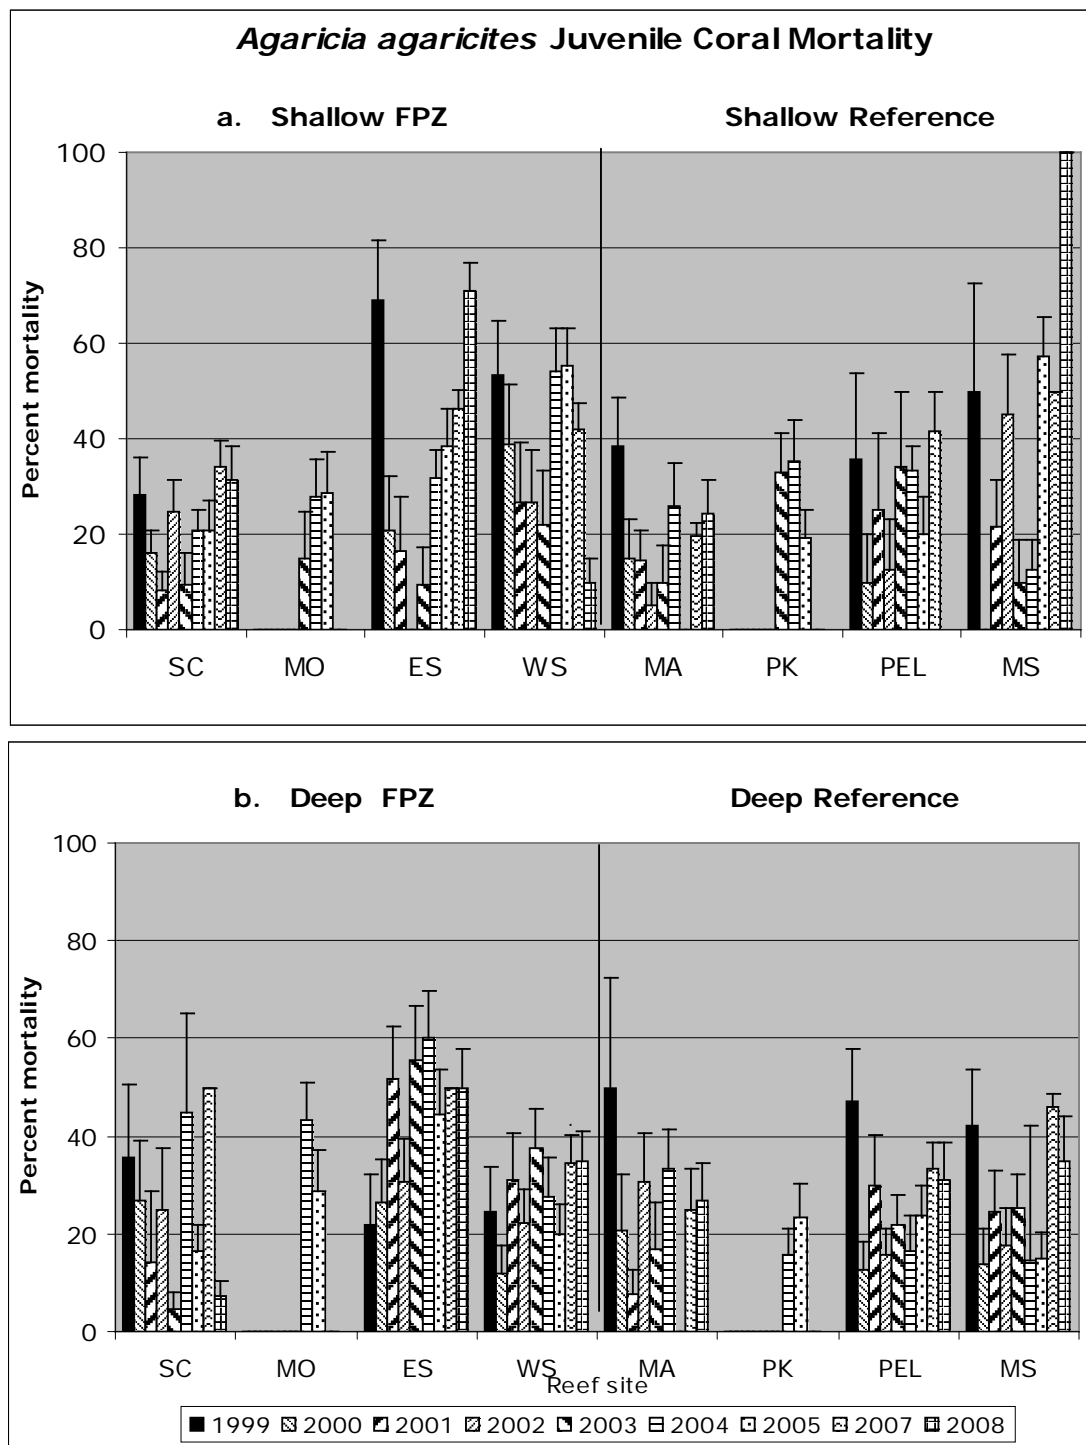 Agaricia agaricites Juvenile Coral Mortality
a. Shallow FPZ Shallow Reference
Percent mortality
100
80
60
40
20
0
SC MO ES WS MA PK PEL MS
b. Deep FPZ Deep Reference
Percent mortality
100
80
60
40
20
0
SC MO ES WS MA PK PEL MS
Reef site
1999 2000 2001 2002 2003 2004 2005 2007 2008